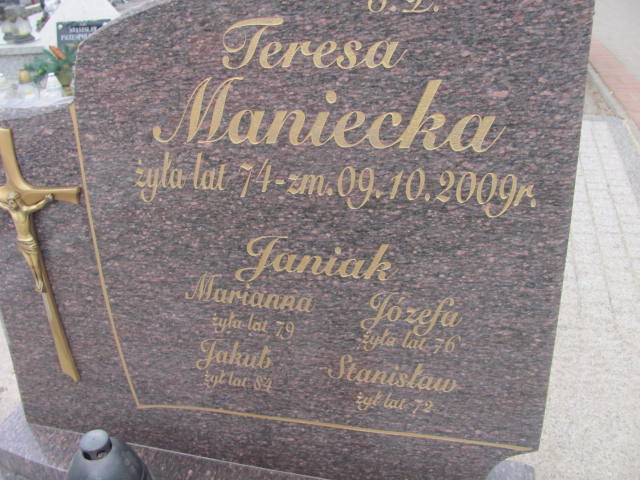 Ś. P.
Teresa
Maniecka
żyła lat 74-zm.09.10.2009r.
Janiak
Marianna
żyła lat 79
Józefa
żyła lat 76
Jakub
żył lat 84
Stanisław
żył lat 72